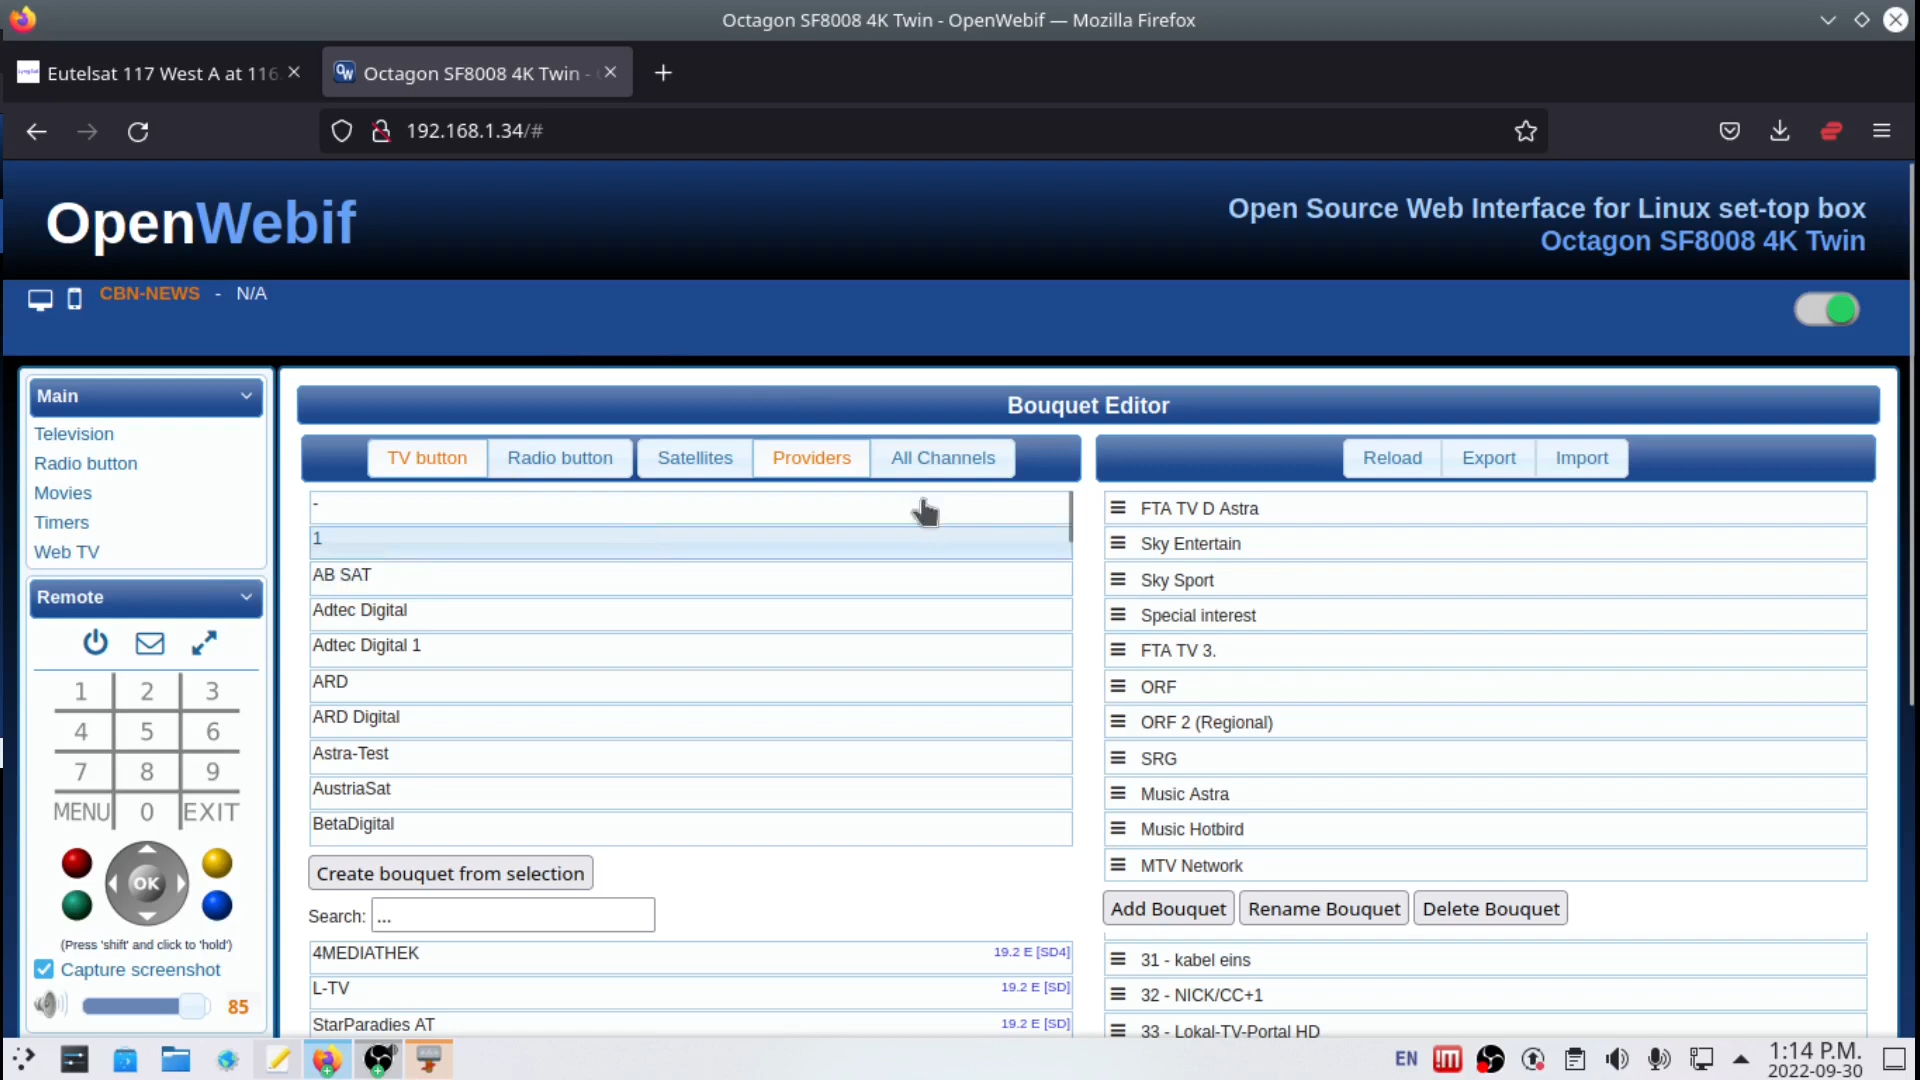 Octagon SF8008 4K Twin - OpenWebif — Mozilla Firefox
Eutelsat 117 West A at 116.
Octagon SF8008 4K Twin -
192.168.1.34/#
OpenWebif
Open Source Web Interface for Linux set-top box
Octagon SF8008 4K Twin
CBN-NEWS - N/A
Main
Television
Radio button
Movies
Timers
Web TV
Remote
1 2 3
4 5 6
7 8 9
MENU 0 EXIT
OK
(Press 'shift' and click to 'hold')
Capture screenshot
85
Bouquet Editor
TV button Radio button Satellites Providers All Channels
-
1
AB SAT
Adtec Digital
Adtec Digital 1
ARD
ARD Digital
Astra-Test
AustriaSat
BetaDigital
Create bouquet from selection
Search: ...
4MEDIATHEK 19.2 E [SD4]
L-TV 19.2 E [SD]
StarParadies AT 19.2 E [SD]
Reload Export Import
FTA TV D Astra
Sky Entertain
Sky Sport
Special interest
FTA TV 3.
ORF
ORF 2 (Regional)
SRG
Music Astra
Music Hotbird
MTV Network
Add Bouquet Rename Bouquet Delete Bouquet
31 - kabel eins
32 - NICK/CC+1
33 - Lokal-TV-Portal HD
EN
1:14 P.M.
2022-09-30